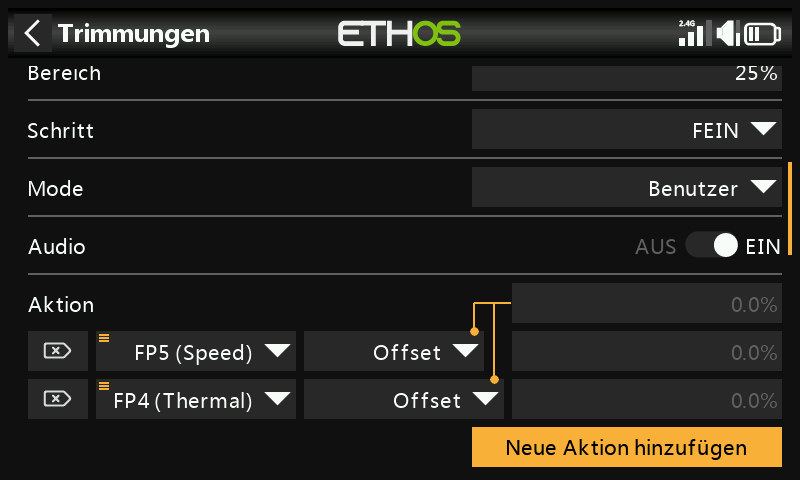 Trimmungen ETHOS 2.4G
Bereich 25%
Schritt FEIN
Mode Benutzer
Audio AUS EIN
Aktion 0.0%
FP5 (Speed) Offset 0.0%
FP4 (Thermal) Offset 0.0%
Neue Aktion hinzufügen